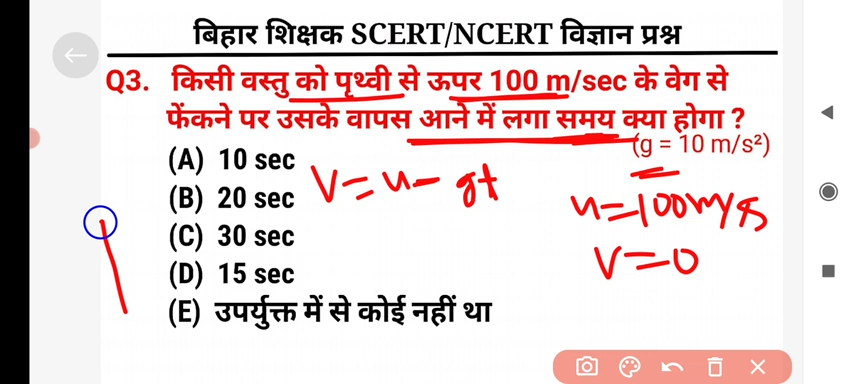 बिहार शिक्षक SCERT/NCERT विज्ञान प्रश्न
Q3. किसी वस्तु को पृथ्वी से ऊपर 100 m/sec के वेग से
फेंकने पर उसके वापस आने में लगा समय क्या होगा ?
(g = 10 m/s²)
(A) 10 sec
V = u - gt
(B) 20 sec
u = 100 m/s
(C) 30 sec
V = 0
(D) 15 sec
(E) उपर्युक्त में से कोई नहीं था